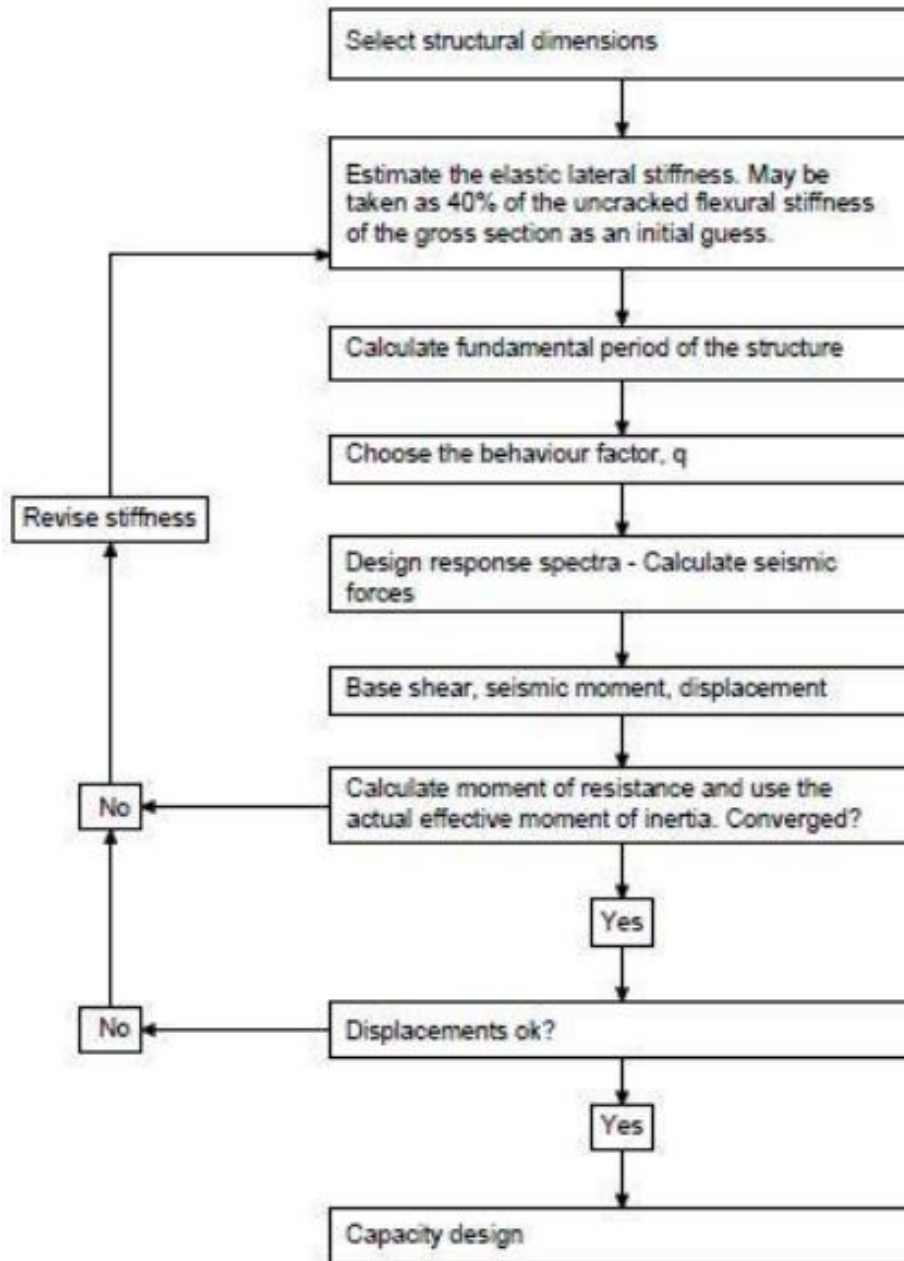 Select structural dimensions
Estimate the elastic lateral stiffness. May be
taken as 40% of the uncracked flexural stiffness
of the gross section as an initial guess.
Calculate fundamental period of the structure
Choose the behaviour factor, q
Revise stiffness
Design response spectra - Calculate seismic
forces
Base shear, seismic moment, displacement
Calculate moment of resistance and use the
actual effective moment of inertia. Converged?
No
Yes
Displacements ok?
No
Yes
Capacity design